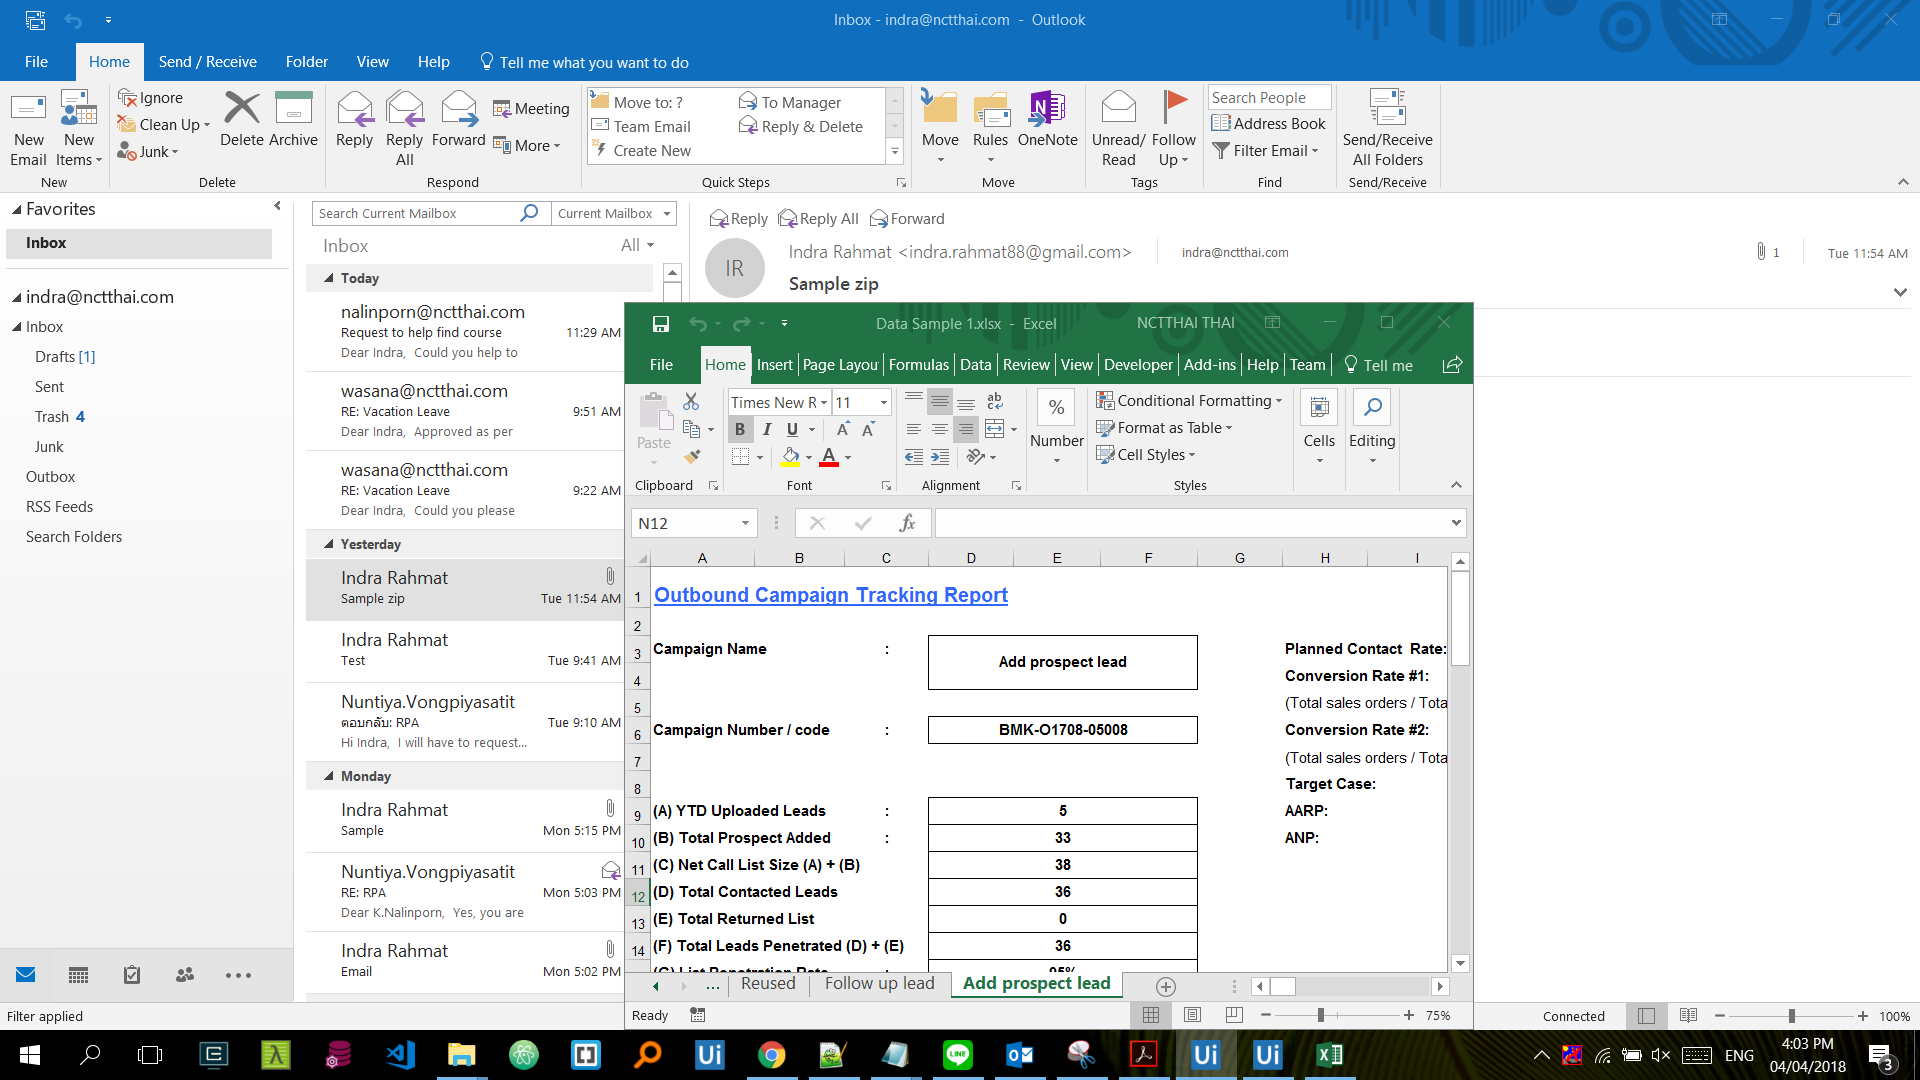 Inbox - indra@nctthai.com - Outlook
File Home Send / Receive Folder View Help Tell me what you want to do
New Email
New Items
New
Ignore
Clean Up
Junk
Delete
Archive
Delete
Reply
Reply All
Forward
Meeting
More
Respond
Move to: ?
Team Email
Create New
To Manager
Reply & Delete
Quick Steps
Move
Rules
OneNote
Move
Unread/ Read
Follow Up
Tags
Search People
Address Book
Filter Email
Find
Send/Receive All Folders
Send/Receive
Favorites
Inbox
indra@nctthai.com
Inbox
Drafts [1]
Sent
Trash 4
Junk
Outbox
RSS Feeds
Search Folders
Search Current Mailbox
Current Mailbox
Inbox All
Today
nalinporn@nctthai.com
Request to help find course 11:29 AM
Dear Indra, Could you help to
wasana@nctthai.com
RE: Vacation Leave 9:51 AM
Dear Indra, Approved as per
wasana@nctthai.com
RE: Vacation Leave 9:22 AM
Dear Indra, Could you please
Yesterday
Indra Rahmat
Sample zip Tue 11:54 AM
Indra Rahmat
Test Tue 9:41 AM
Nuntiya.Vongpiyasatit
ตอบกลับ: RPA Tue 9:10 AM
Hi Indra, I will have to request...
Monday
Indra Rahmat
Sample Mon 5:15 PM
Nuntiya.Vongpiyasatit
RE: RPA Mon 5:03 PM
Dear K.Nalinporn, Yes, you are
Indra Rahmat
Email Mon 5:02 PM
Reply Reply All Forward
IR
Indra Rahmat <indra.rahmat88@gmail.com> indra@nctthai.com 1 Tue 11:54 AM
Sample zip
Data Sample 1.xlsx - Excel NCTTHAI THAI
File Home Insert Page Layou Formulas Data Review View Developer Add-ins Help Team Tell me
Paste
Clipboard
Times New R 11
B I U A A
A
Font
ab
Alignment
%
Number
Conditional Formatting
Format as Table
Cell Styles
Styles
Cells
Editing
N12 fx
A B C D E F G H I
1 Outbound Campaign Tracking Report
2
3 Campaign Name : Add prospect lead Planned Contact Rate:
4 Conversion Rate #1:
5 (Total sales orders / Tota
6 Campaign Number / code : BMK-O1708-05008 Conversion Rate #2:
7 (Total sales orders / Tota
8 Target Case:
9 (A) YTD Uploaded Leads : 5 AARP:
10 (B) Total Prospect Added : 33 ANP:
11 (C) Net Call List Size (A) + (B) 38
12 (D) Total Contacted Leads 36
13 (E) Total Returned List 0
14 (F) Total Leads Penetrated (D) + (E) 36
(G) List Penetration Rate : 95%
... Reused Follow up lead Add prospect lead
Ready 75%
Filter applied Connected 100%
Ui Ui Ui LINE
ENG
4:03 PM
04/04/2018
3